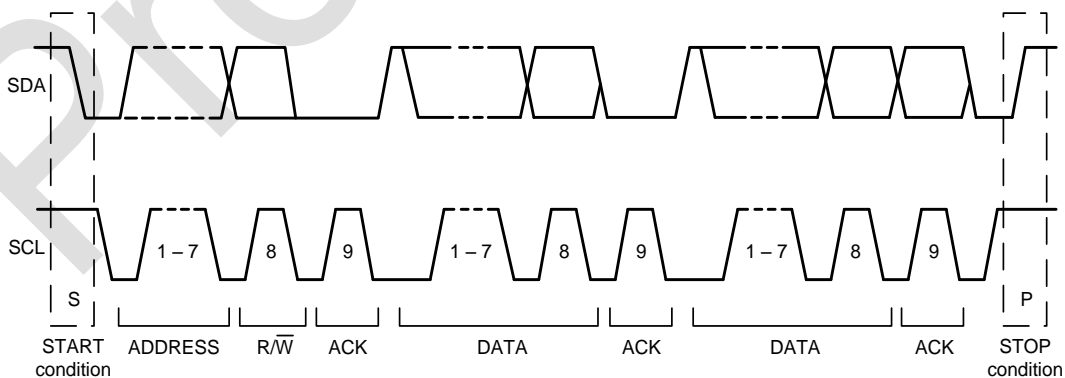 SDA
SCL
1 – 7 8 9 1 – 7 8 9 1 – 7 8 9
S P
START condition ADDRESS R/W̅ ACK DATA ACK DATA ACK STOP condition